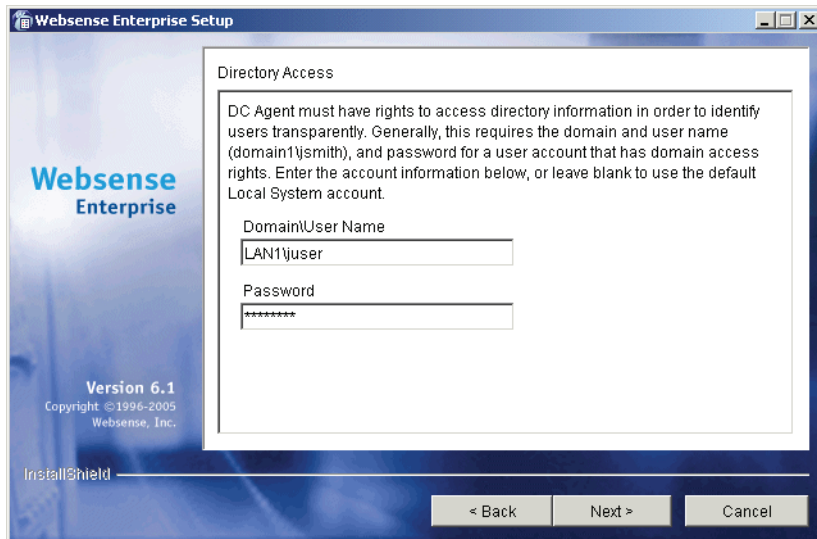 Websense Enterprise Setup
Directory Access
DC Agent must have rights to access directory information in order to identify
users transparently. Generally, this requires the domain and user name
(domain1\jsmith), and password for a user account that has domain access
rights. Enter the account information below, or leave blank to use the default
Local System account.
Domain\User Name
LAN1\juser
Password
********
Websense
Enterprise
Version 6.1
Copyright ©1996-2005
Websense, Inc.
InstallShield
< Back
Next >
Cancel